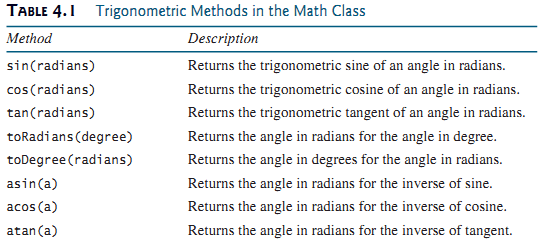 TABLE 4.1 Trigonometric Methods in the Math Class
Method Description
sin(radians) Returns the trigonometric sine of an angle in radians.
cos(radians) Returns the trigonometric cosine of an angle in radians.
tan(radians) Returns the trigonometric tangent of an angle in radians.
toRadians(degree) Returns the angle in radians for the angle in degree.
toDegree(radians) Returns the angle in degrees for the angle in radians.
asin(a) Returns the angle in radians for the inverse of sine.
acos(a) Returns the angle in radians for the inverse of cosine.
atan(a) Returns the angle in radians for the inverse of tangent.